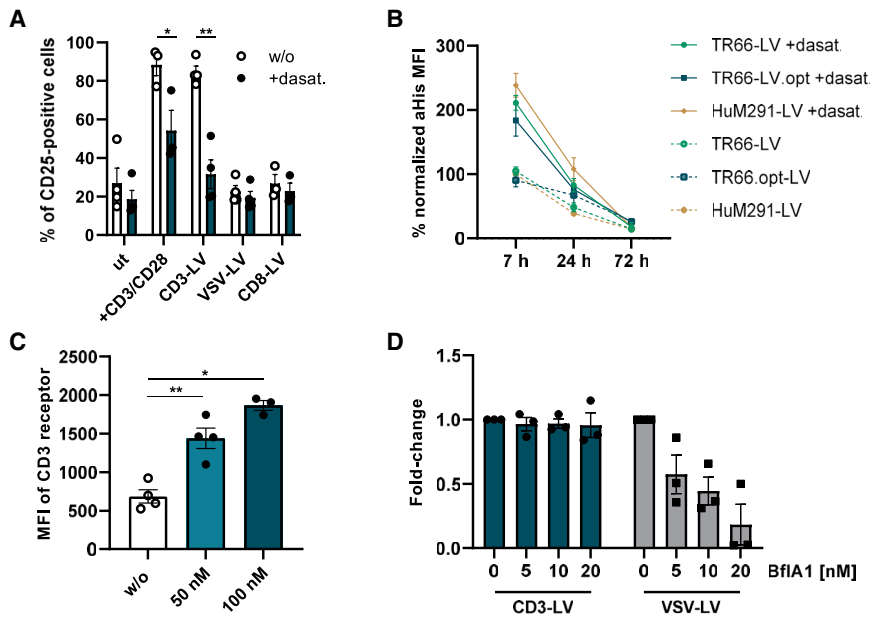 A
% of CD25-positive cells
100
80
60
40
20
0
*
**
w/o
+dasat.
ut
+CD3/CD28
CD3-LV
VSV-LV
CD8-LV
B
% normalized aHis MFI
300
200
100
0
7 h
24 h
72 h
TR66-LV +dasat.
TR66-LV.opt +dasat.
HuM291-LV +dasat.
TR66-LV
TR66.opt-LV
HuM291-LV
C
MFI of CD3 receptor
2500
2000
1500
1000
500
0
*
**
w/o
50 nM
100 nM
D
Fold-change
1.5
1.0
0.5
0.0
0 5 10 20 0 5 10 20 BflA1 [nM]
CD3-LV VSV-LV